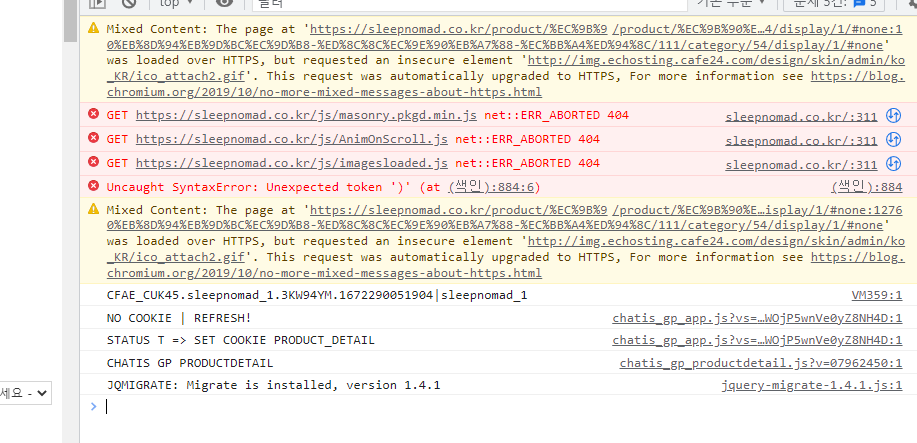 top
필터
기본 수준
문제 5건:
5
Mixed Content: The page at 'https://sleepnomad.co.kr/product/%EC%9B%9 /product/%EC%9B%90%E…4/display/1/#none:1
0%EB%8D%94%EB%9D%BC%EC%9D%B8-%ED%8C%8C%EC%9E%90%EB%A7%88-%EC%8B%A4%ED%94%8C/111/category/54/display/1/#none'
was loaded over HTTPS, but requested an insecure element 'http://img.echosting.cafe24.com/design/skin/admin/ko
_KR/ico_attach2.gif'. This request was automatically upgraded to HTTPS, For more information see https://blog.
chromium.org/2019/10/no-more-mixed-messages-about-https.html
GET https://sleepnomad.co.kr/js/masonry.pkgd.min.js net::ERR_ABORTED 404 sleepnomad.co.kr/:311
GET https://sleepnomad.co.kr/js/AnimOnScroll.js net::ERR_ABORTED 404 sleepnomad.co.kr/:311
GET https://sleepnomad.co.kr/js/imagesloaded.js net::ERR_ABORTED 404 sleepnomad.co.kr/:311
Uncaught SyntaxError: Unexpected token ')' (at (색인):884:6) (색인):884
Mixed Content: The page at 'https://sleepnomad.co.kr/product/%EC%9B%9 /product/%EC%9B%90%E…isplay/1/#none:1276
0%EB%8D%94%EB%9D%BC%EC%9D%B8-%ED%8C%8C%EC%9E%90%EB%A7%88-%EC%8B%A4%ED%94%8C/111/category/54/display/1/#none'
was loaded over HTTPS, but requested an insecure element 'http://img.echosting.cafe24.com/design/skin/admin/ko
_KR/ico_attach2.gif'. This request was automatically upgraded to HTTPS, For more information see https://blog.
chromium.org/2019/10/no-more-mixed-messages-about-https.html
CFAE_CUK45.sleepnomad_1.3KW94YM.1672290051904|sleepnomad_1 VM359:1
NO COOKIE | REFRESH! chatis_gp_app.js?vs=…WOjP5wnVe0yZ8NH4D:1
STATUS T => SET COOKIE PRODUCT_DETAIL chatis_gp_app.js?vs=…WOjP5wnVe0yZ8NH4D:1
CHATIS GP PRODUCTDETAIL chatis_gp_productdetail.js?v=07962450:1
JQMIGRATE: Migrate is installed, version 1.4.1 jquery-migrate-1.4.1.js:1
세요 -